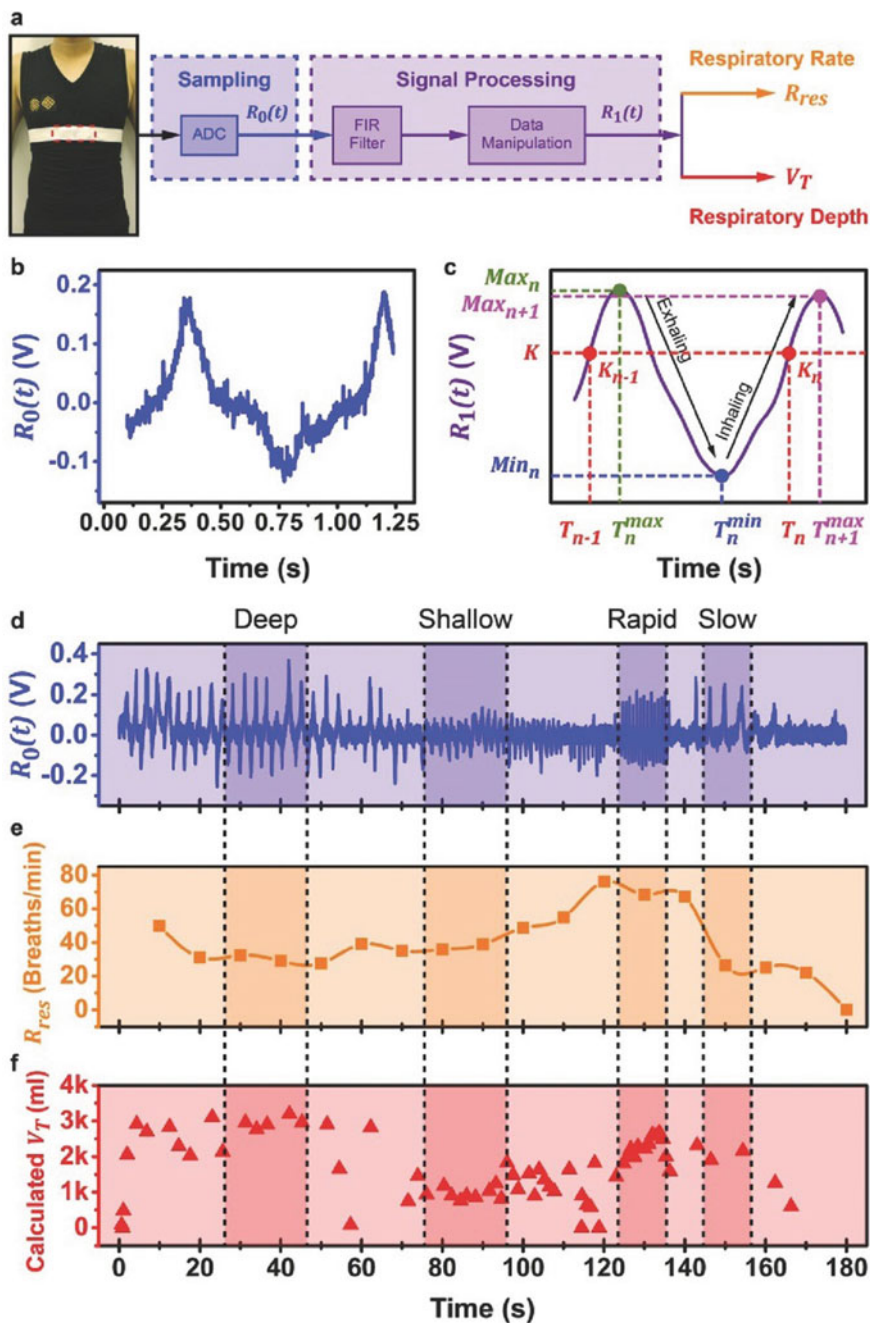 a
Respiratory Rate
Sampling
Signal Processing
R_res
ADC
R_0(t)
FIR
Filter
Data
Manipulation
R_1(t)
V_T
Respiratory Depth
b
0.2
0.1
0.0
-0.1
R_0(t) (V)
0.00 0.25 0.50 0.75 1.00 1.25
Time (s)
c
Max_n
Max_{n+1}
K
Min_n
R_1(t) (V)
K_{n-1}
K_n
Exhaling
Inhaling
T_{n-1} T_n^{max} T_n^{min} T_n T_{n+1}^{max}
Time (s)
d
Deep Shallow Rapid Slow
0.4
0.2
0.0
-0.2
R_0(t) (V)
e
80
60
40
20
0
R_res (Breaths/min)
f
4k
3k
2k
1k
0
Calculated V_T (ml)
0 20 40 60 80 100 120 140 160 180
Time (s)